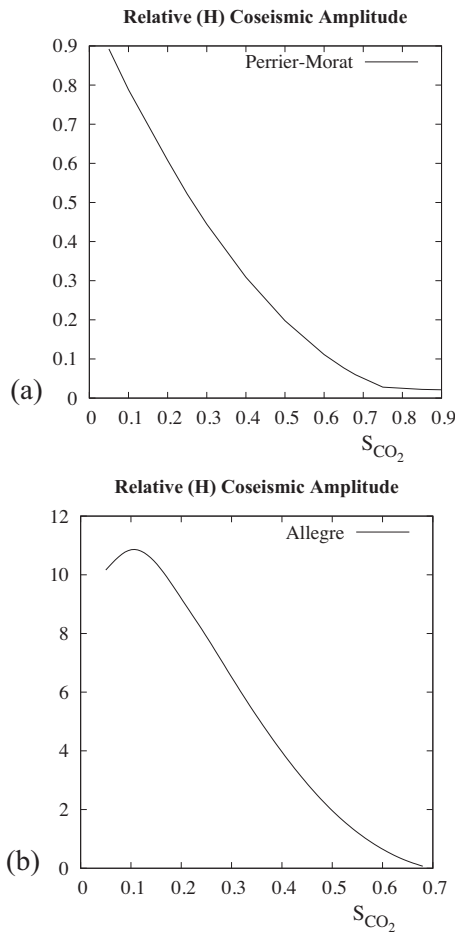 Relative (H) Coseismic Amplitude
0.9
Perrier-Morat
0.8
0.7
0.6
0.5
0.4
0.3
0.2
0.1
(a)
0
0 0.1 0.2 0.3 0.4 0.5 0.6 0.7 0.8 0.9
S_CO₂
Relative (H) Coseismic Amplitude
12
Allegre
10
8
6
4
2
(b)
0
0 0.1 0.2 0.3 0.4 0.5 0.6 0.7
S_CO₂